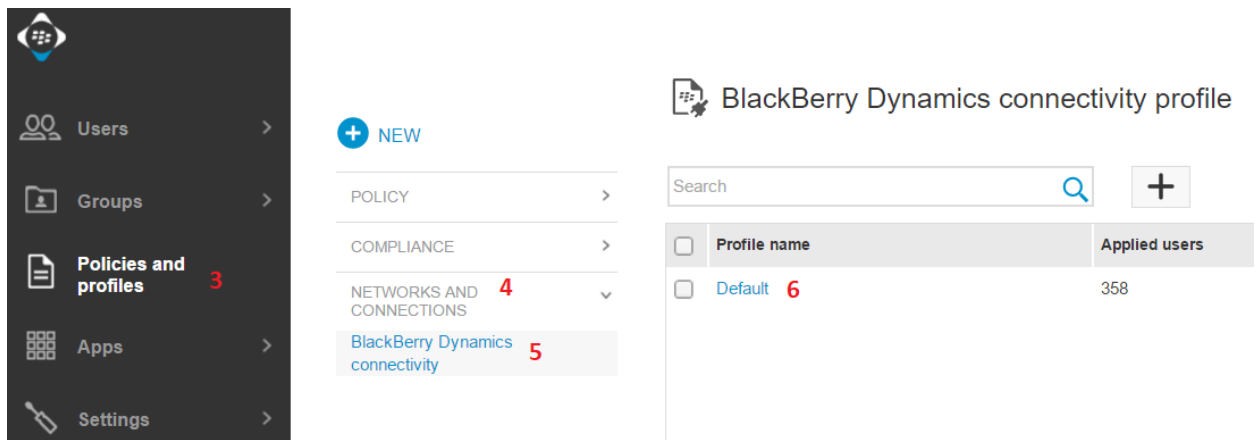 Users
Groups
Policies and
profiles 3
Apps
Settings
NEW
POLICY
COMPLIANCE
NETWORKS AND 4
CONNECTIONS
BlackBerry Dynamics 5
connectivity
BlackBerry Dynamics connectivity profile
Search
Profile name Applied users
Default 6 358